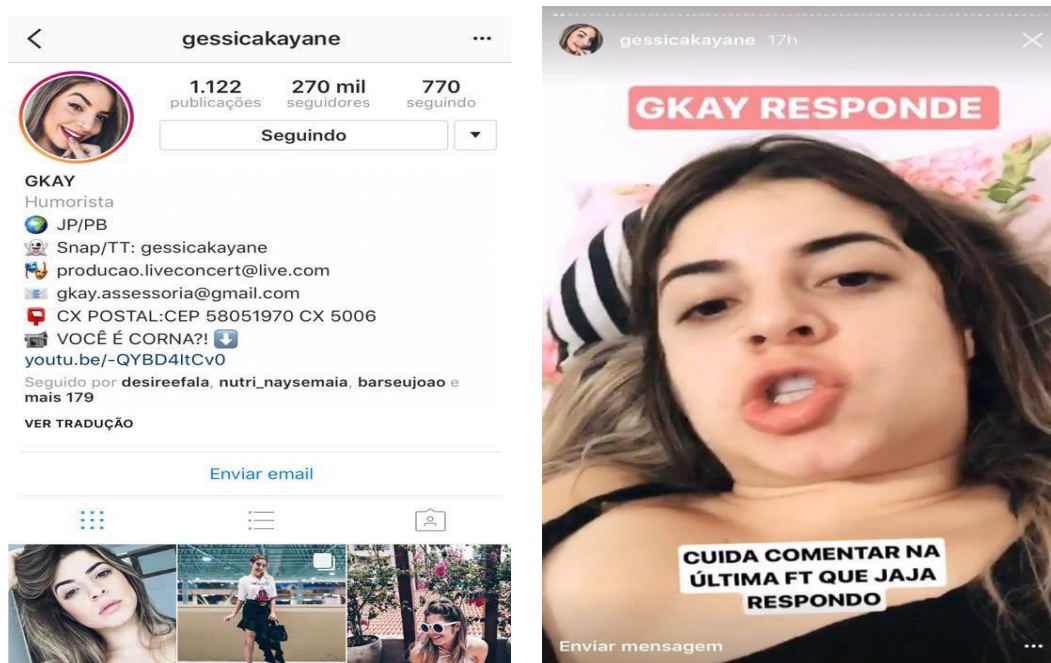 gessicakayane
1.122
publicações
270 mil
seguidores
770
seguindo
Seguindo
GKAY
Humorista
JP/PB
Snap/TT: gessicakayane
producao.liveconcert@live.com
gkay.assessoria@gmail.com
CX POSTAL:CEP 58051970 CX 5006
VOCÊ É CORNA?!
youtu.be/-QYBD4ItCv0
Seguido por desireefala, nutri_naysemaia, barseujoao e
mais 179
VER TRADUÇÃO
Enviar email
gessicakayane 17h
GKAY RESPONDE
CUIDA COMENTAR NA
ÚLTIMA FT QUE JAJA
RESPONDO
Enviar mensagem